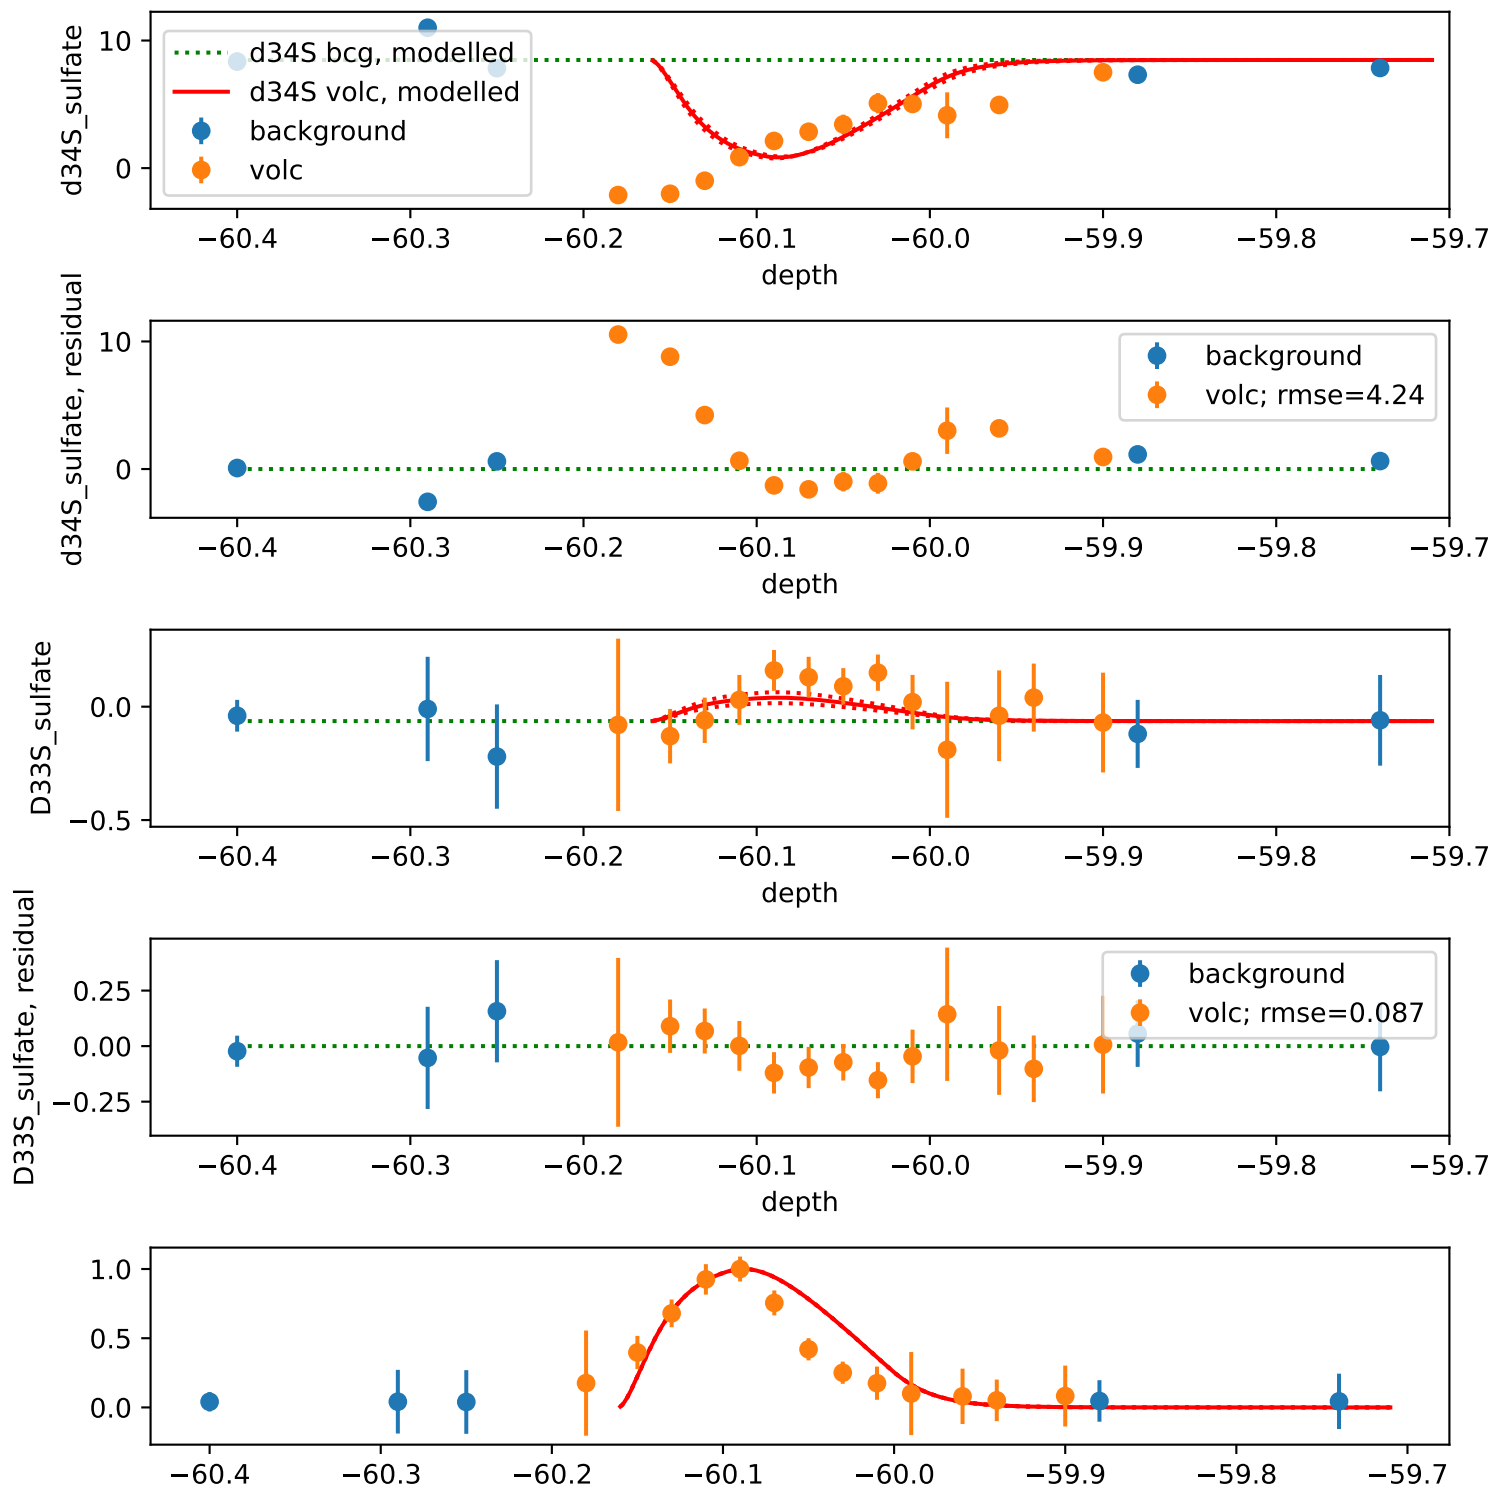 d34S_sulfate
10
0
d34S bcg, modelled
d34S volc, modelled
background
volc
−60.4 −60.3 −60.2 −60.1 −60.0 −59.9 −59.8 −59.7
depth
d34S_sulfate, residual
10
0
background
volc; rmse=4.24
−60.4 −60.3 −60.2 −60.1 −60.0 −59.9 −59.8 −59.7
depth
D33S_sulfate
0.0
−0.5
−60.4 −60.3 −60.2 −60.1 −60.0 −59.9 −59.8 −59.7
depth
D33S_sulfate, residual
0.25
0.00
−0.25
background
volc; rmse=0.087
−60.4 −60.3 −60.2 −60.1 −60.0 −59.9 −59.8 −59.7
depth
1.0
0.5
0.0
−60.4 −60.3 −60.2 −60.1 −60.0 −59.9 −59.8 −59.7